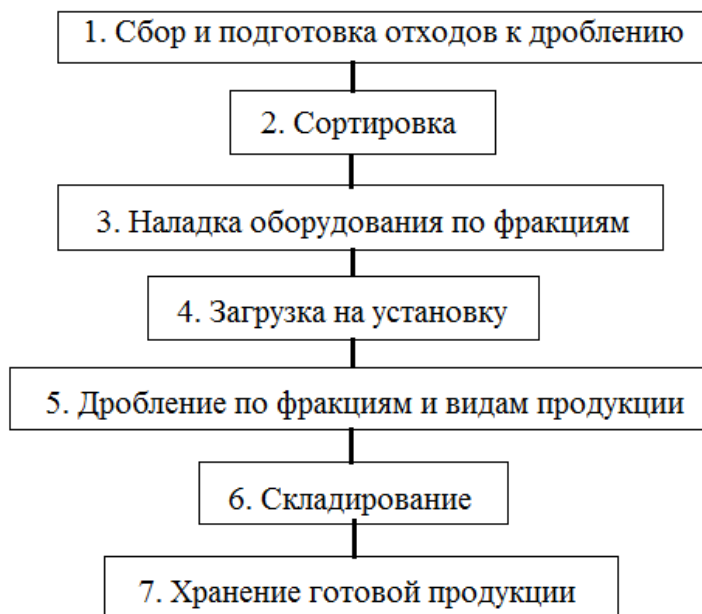 1. Сбор и подготовка отходов к дроблению
2. Сортировка
3. Наладка оборудования по фракциям
4. Загрузка на установку
5. Дробление по фракциям и видам продукции
6. Складирование
7. Хранение готовой продукции